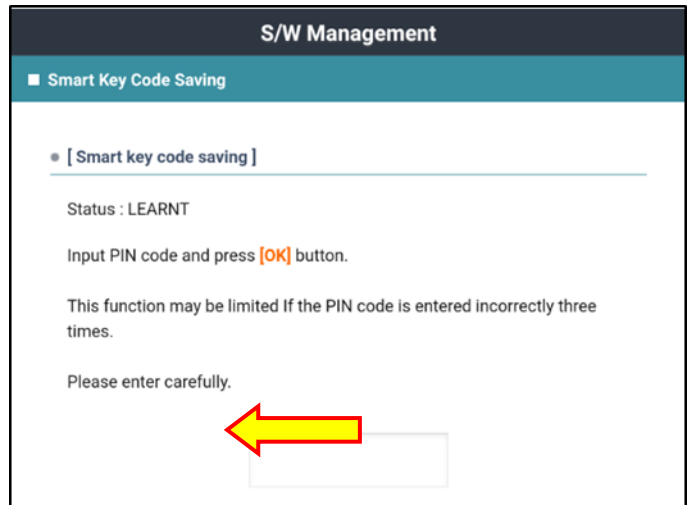 S/W Management
Smart Key Code Saving
[ Smart key code saving ]
Status : LEARNT
Input PIN code and press [OK] button.
This function may be limited If the PIN code is entered incorrectly three
times.
Please enter carefully.